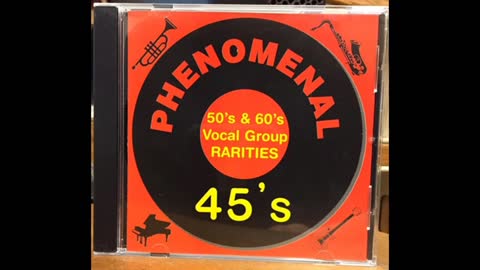 PHENOMENAL
50's & 60's
Vocal Group
RARITIES
45's